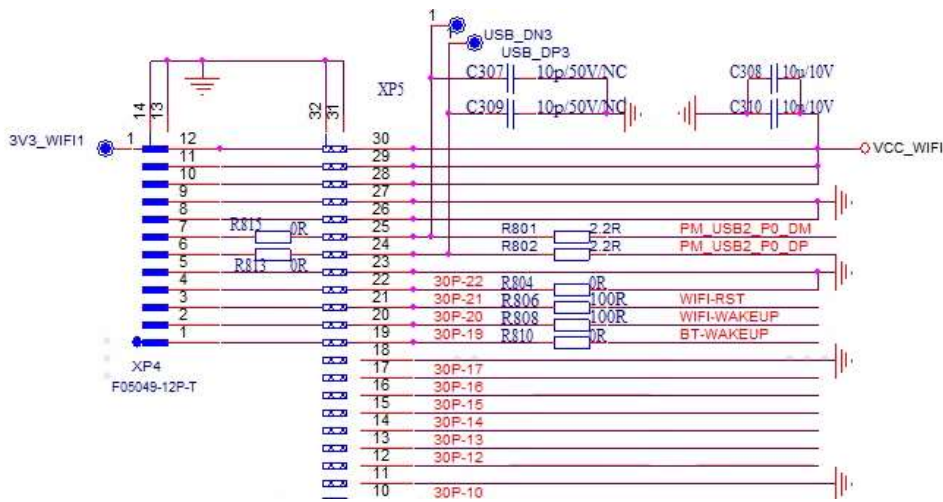 1
USB_DN3
USB_DP3
C307 10p/50V/NC C308 10u/10V
XP5
14 13 32 31
C309 10p/50V/NC C310 10u/10V
3V3_WIFI1 1 12 30 VCC_WIFI
11 29
10 28
9 27
8 26
R815 0R 7 25 R801 2.2R PM_USB2_P0_DM
6 24 R802 2.2R PM_USB2_P0_DP
R813 0R 5 23
4 22 30P-22 R804 0R
3 21 30P-21 R806 100R WIFI-RST
2 20 30P-20 R808 100R WIFI-WAKEUP
1 19 30P-19 R810 0R BT-WAKEUP
18
XP4 17 30P-17
F05049-12P-T 16 30P-16
15 30P-15
14 30P-14
13 30P-13
12 30P-12
11
10 30P-10